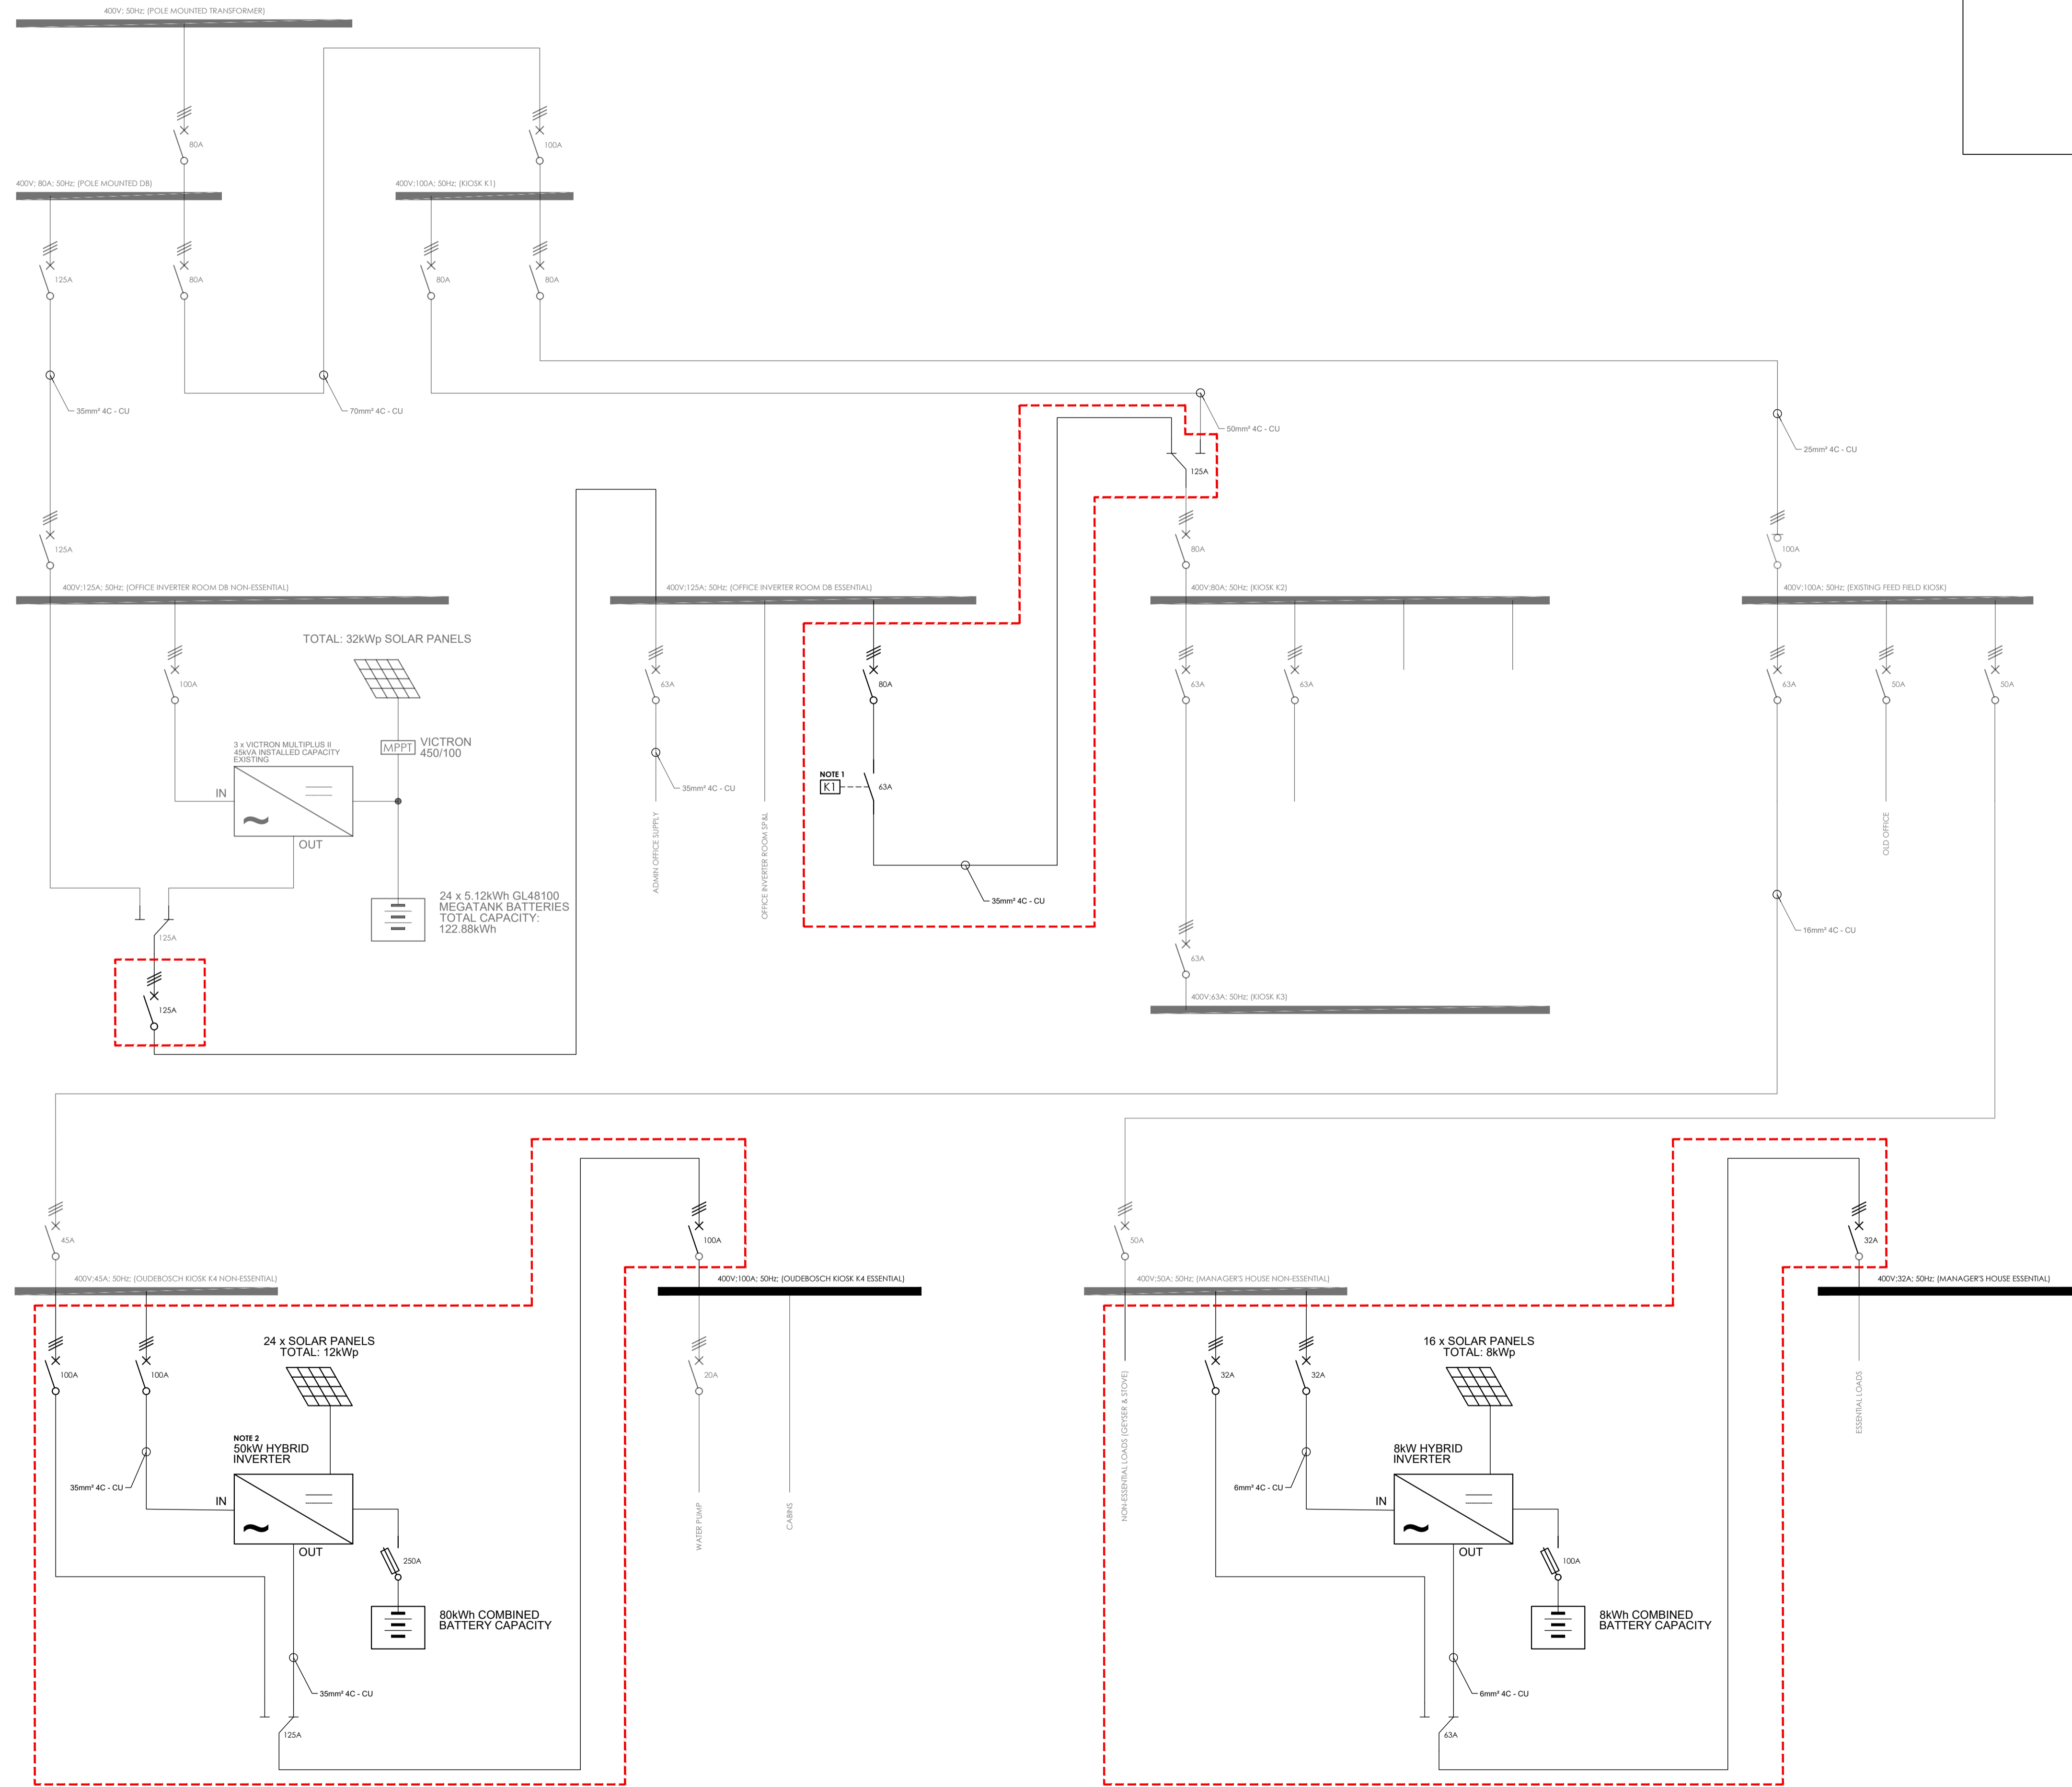 400V; 50Hz; (POLE MOUNTED TRANSFORMER)
80A
100A
400V; 80A; 50Hz; (POLE MOUNTED DB)
400V;100A; 50Hz; (KIOSK K1)
125A
80A
80A
80A
35mm² 4C - CU
70mm² 4C - CU
50mm² 4C - CU
25mm² 4C - CU
125A
125A
80A
100A
400V;125A; 50Hz; (OFFICE INVERTER ROOM DB NON-ESSENTIAL)
400V;125A; 50Hz; (OFFICE INVERTER ROOM DB ESSENTIAL)
400V;80A; 50Hz; (KIOSK K2)
400V;100A; 50Hz; (EXISTING FEED FIELD KIOSK)
TOTAL: 32kWp SOLAR PANELS
100A
63A
80A
63A
63A
63A
50A
50A
3 x VICTRON MULTIPLUS II
45kVA INSTALLED CAPACITY
EXISTING
MPPT
VICTRON
450/100
IN
OUT
35mm² 4C - CU
NOTE 1
K1
63A
ADMIN OFFICE SUPPLY
OFFICE INVERTER ROOM SP&L
OLD OFFICE
24 x 5.12kWh GL48100
MEGATANK BATTERIES
TOTAL CAPACITY:
122.88kWh
35mm² 4C - CU
16mm² 4C - CU
125A
63A
125A
400V;63A; 50Hz; (KIOSK K3)
45A
100A
50A
32A
400V;45A; 50Hz; (OUDEBOSCH KIOSK K4 NON-ESSENTIAL)
400V;100A; 50Hz; (OUDEBOSCH KIOSK K4 ESSENTIAL)
400V;50A; 50Hz; (MANAGER'S HOUSE NON-ESSENTIAL)
400V;32A; 50Hz; (MANAGER'S HOUSE ESSENTIAL)
24 x SOLAR PANELS
TOTAL: 12kWp
16 x SOLAR PANELS
TOTAL: 8kWp
100A
100A
20A
32A
32A
NON-ESSENTIAL LOADS (GEYSER & STOVE)
ESSENTIAL LOADS
NOTE 2
50kW HYBRID
INVERTER
8kW HYBRID
INVERTER
35mm² 4C - CU
6mm² 4C - CU
IN
OUT
IN
OUT
WATER PUMP
CABINS
250A
100A
80kWh COMBINED
BATTERY CAPACITY
8kWh COMBINED
BATTERY CAPACITY
35mm² 4C - CU
6mm² 4C - CU
125A
63A